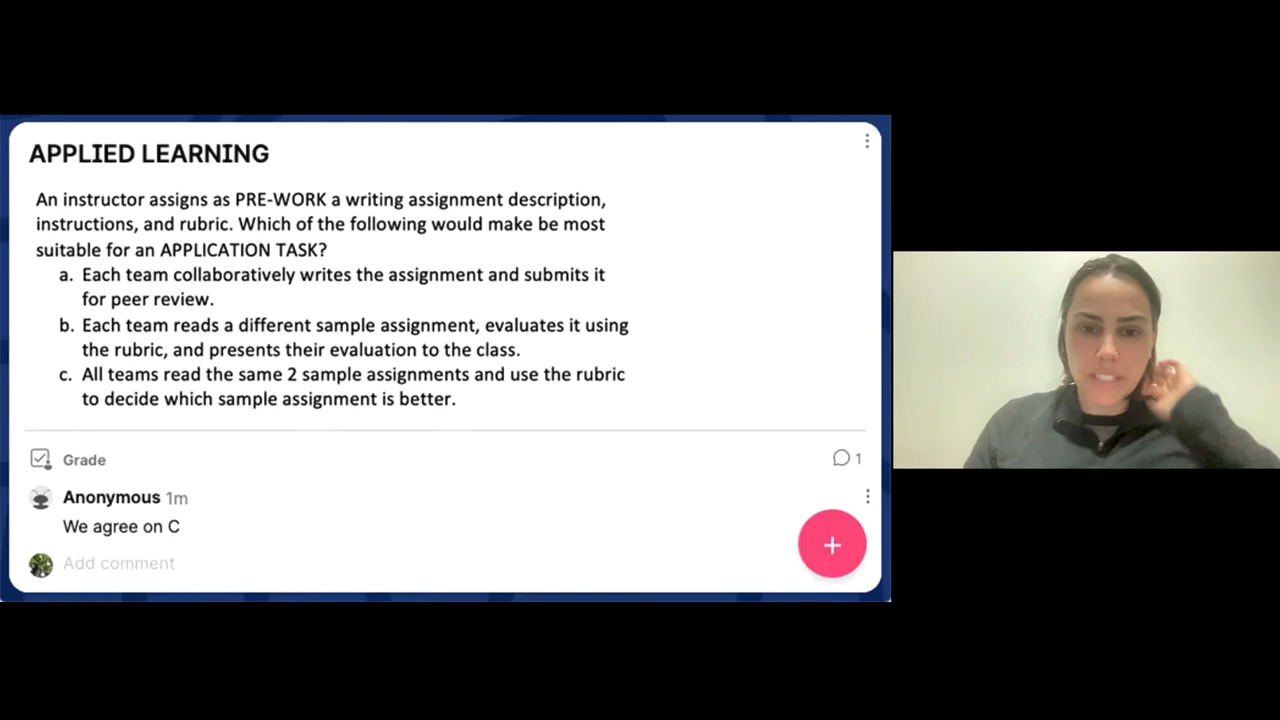 APPLIED LEARNING
An instructor assigns as PRE-WORK a writing assignment description,
instructions, and rubric. Which of the following would make be most
suitable for an APPLICATION TASK?
a. Each team collaboratively writes the assignment and submits it
for peer review.
b. Each team reads a different sample assignment, evaluates it using
the rubric, and presents their evaluation to the class.
c. All teams read the same 2 sample assignments and use the rubric
to decide which sample assignment is better.
Grade
1
Anonymous 1m
We agree on C
Add comment